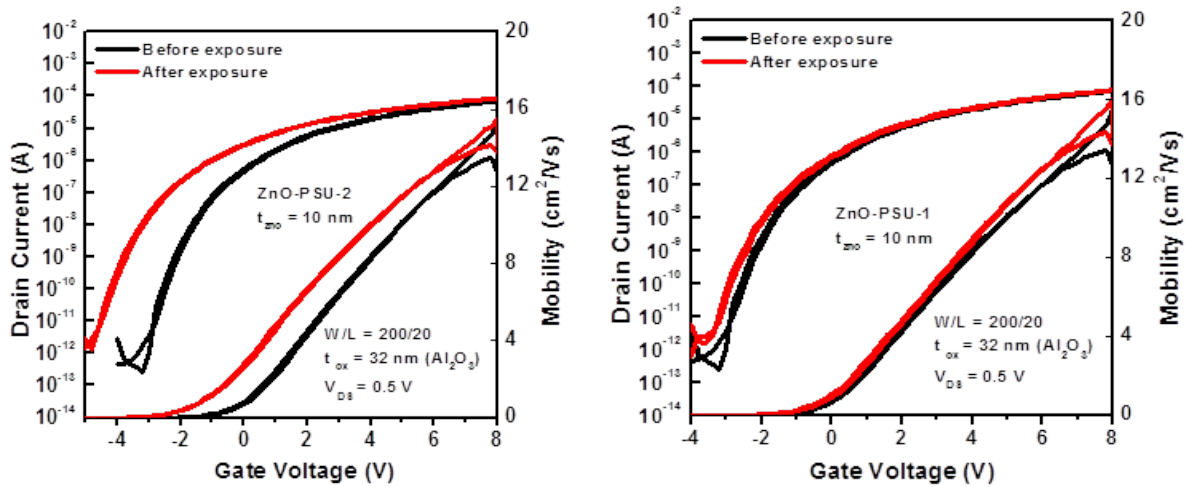 10⁻²
10⁻³
10⁻⁴
10⁻⁵
10⁻⁶
10⁻⁷
10⁻⁸
10⁻⁹
10⁻¹⁰
10⁻¹¹
10⁻¹²
10⁻¹³
10⁻¹⁴
Drain Current (A)
Before exposure
After exposure
ZnO-PSU-2
t_zno = 10 nm
W/L = 200/20
t_ox = 32 nm (Al₂O₃)
V_DS = 0.5 V
20
16
12
8
4
0
Mobility (cm²/Vs)
-4 -2 0 2 4 6 8
Gate Voltage (V)
10⁻²
10⁻³
10⁻⁴
10⁻⁵
10⁻⁶
10⁻⁷
10⁻⁸
10⁻⁹
10⁻¹⁰
10⁻¹¹
10⁻¹²
10⁻¹³
10⁻¹⁴
Drain Current (A)
Before exposure
After exposure
ZnO-PSU-1
t_zno = 10 nm
W/L = 200/20
t_ox = 32 nm (Al₂O₃)
V_DS = 0.5 V
20
16
12
8
4
0
Mobility (cm²/Vs)
-4 -2 0 2 4 6 8
Gate Voltage (V)